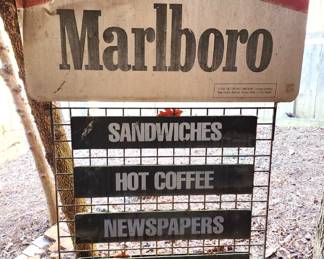 Marlboro
SANDWICHES
HOT COFFEE
NEWSPAPERS